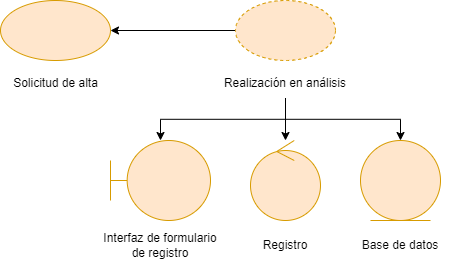 Solicitud de alta
Realización en análisis
Interfaz de formulario
de registro
Registro
Base de datos